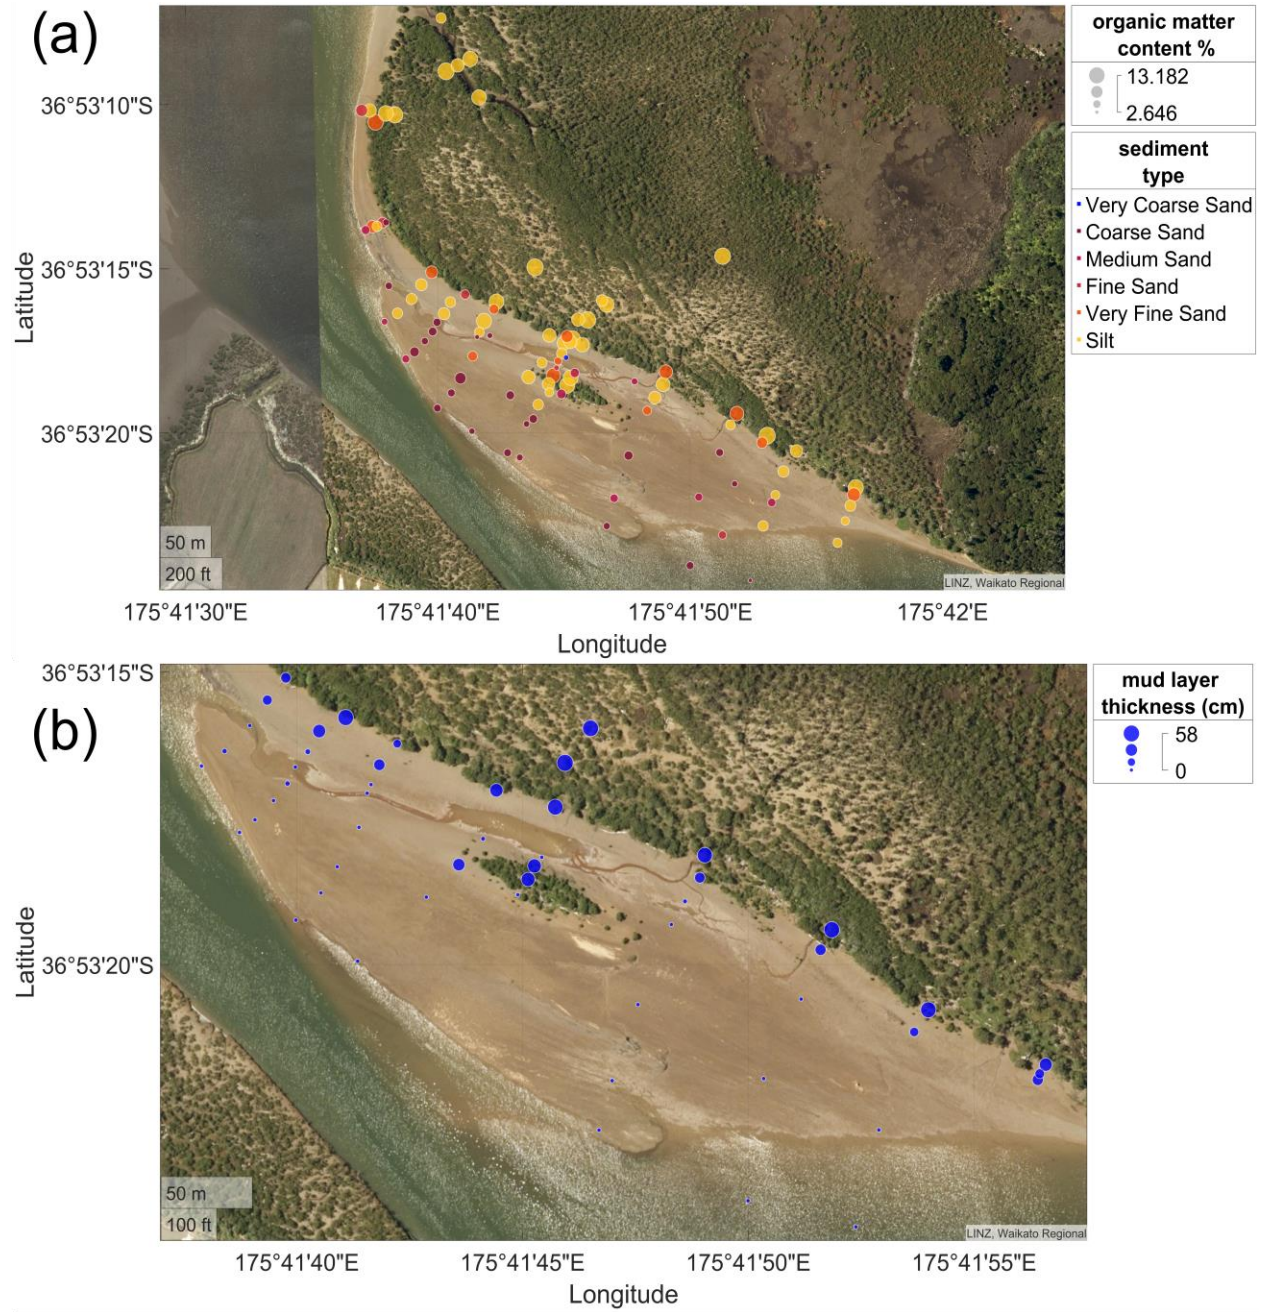 (a)
organic matter
content %
13.182
2.646
sediment
type
Very Coarse Sand
Coarse Sand
Medium Sand
Fine Sand
Very Fine Sand
Silt
36°53'10"S
36°53'15"S
36°53'20"S
Latitude
50 m
200 ft
LINZ, Waikato Regional
175°41'30"E
175°41'40"E
175°41'50"E
175°42'E
Longitude
(b)
mud layer
thickness (cm)
58
0
36°53'15"S
36°53'20"S
Latitude
50 m
100 ft
LINZ, Waikato Regional
175°41'40"E
175°41'45"E
175°41'50"E
175°41'55"E
Longitude